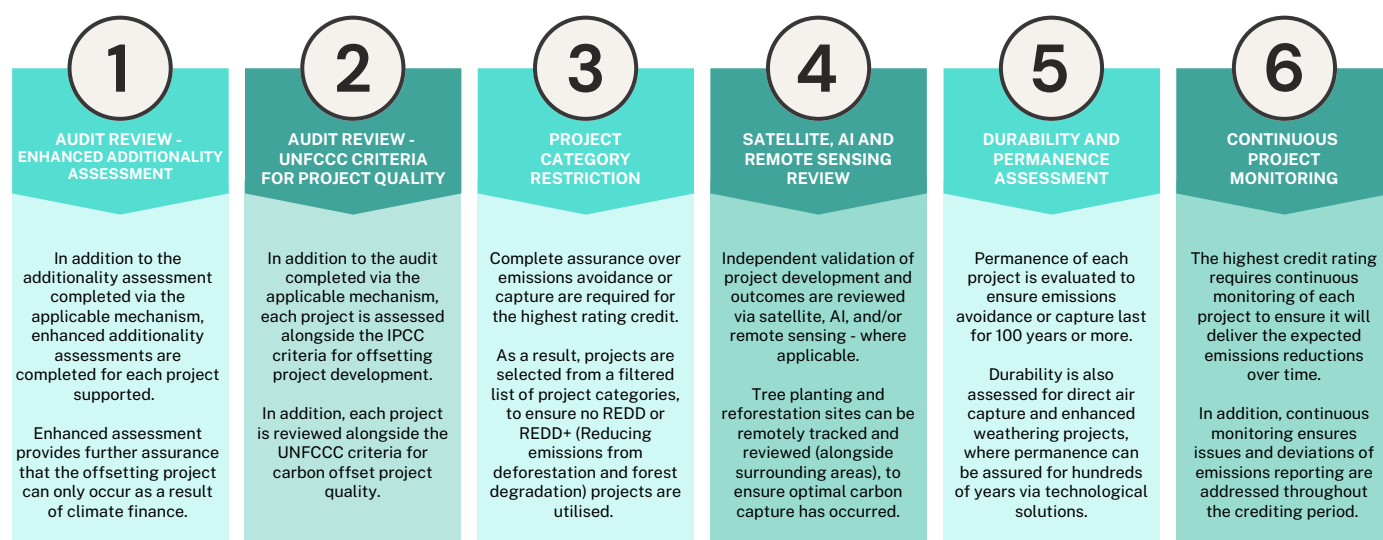 1
AUDIT REVIEW -
ENHANCED ADDITIONALITY
ASSESSMENT
In addition to the
additionality assessment
completed via the
applicable mechanism,
enhanced additionality
assessments are
completed for each project
supported.
Enhanced assessment
provides further assurance
that the offsetting project
can only occur as a result
of climate finance.
2
AUDIT REVIEW -
UNFCCC CRITERIA
FOR PROJECT QUALITY
In addition to the audit
completed via the
applicable mechanism,
each project is assessed
alongside the IPCC
criteria for offsetting
project development.
In addition, each project
is reviewed alongside the
UNFCCC criteria for
carbon offset project
quality.
3
PROJECT
CATEGORY
RESTRICTION
Complete assurance over
emissions avoidance or
capture are required for
the highest rating credit.
As a result, projects are
selected from a filtered
list of project categories,
to ensure no REDD or
REDD+ (Reducing
emissions from
deforestation and forest
degradation) projects are
utilised.
4
SATELLITE, AI AND
REMOTE SENSING
REVIEW
Independent validation of
project development and
outcomes are reviewed
via satellite, AI, and/or
remote sensing - where
applicable.
Tree planting and
reforestation sites can be
remotely tracked and
reviewed (alongside
surrounding areas), to
ensure optimal carbon
capture has occurred.
5
DURABILITY AND
PERMANENCE
ASSESSMENT
Permanence of each
project is evaluated to
ensure emissions
avoidance or capture last
for 100 years or more.
Durability is also
assessed for direct air
capture and enhanced
weathering projects,
where permanence can
be assured for hundreds
of years via technological
solutions.
6
CONTINUOUS
PROJECT
MONITORING
The highest credit rating
requires continuous
monitoring of each
project to ensure it will
deliver the expected
emissions reductions
over time.
In addition, continuous
monitoring ensures
issues and deviations of
emissions reporting are
addressed throughout
the crediting period.